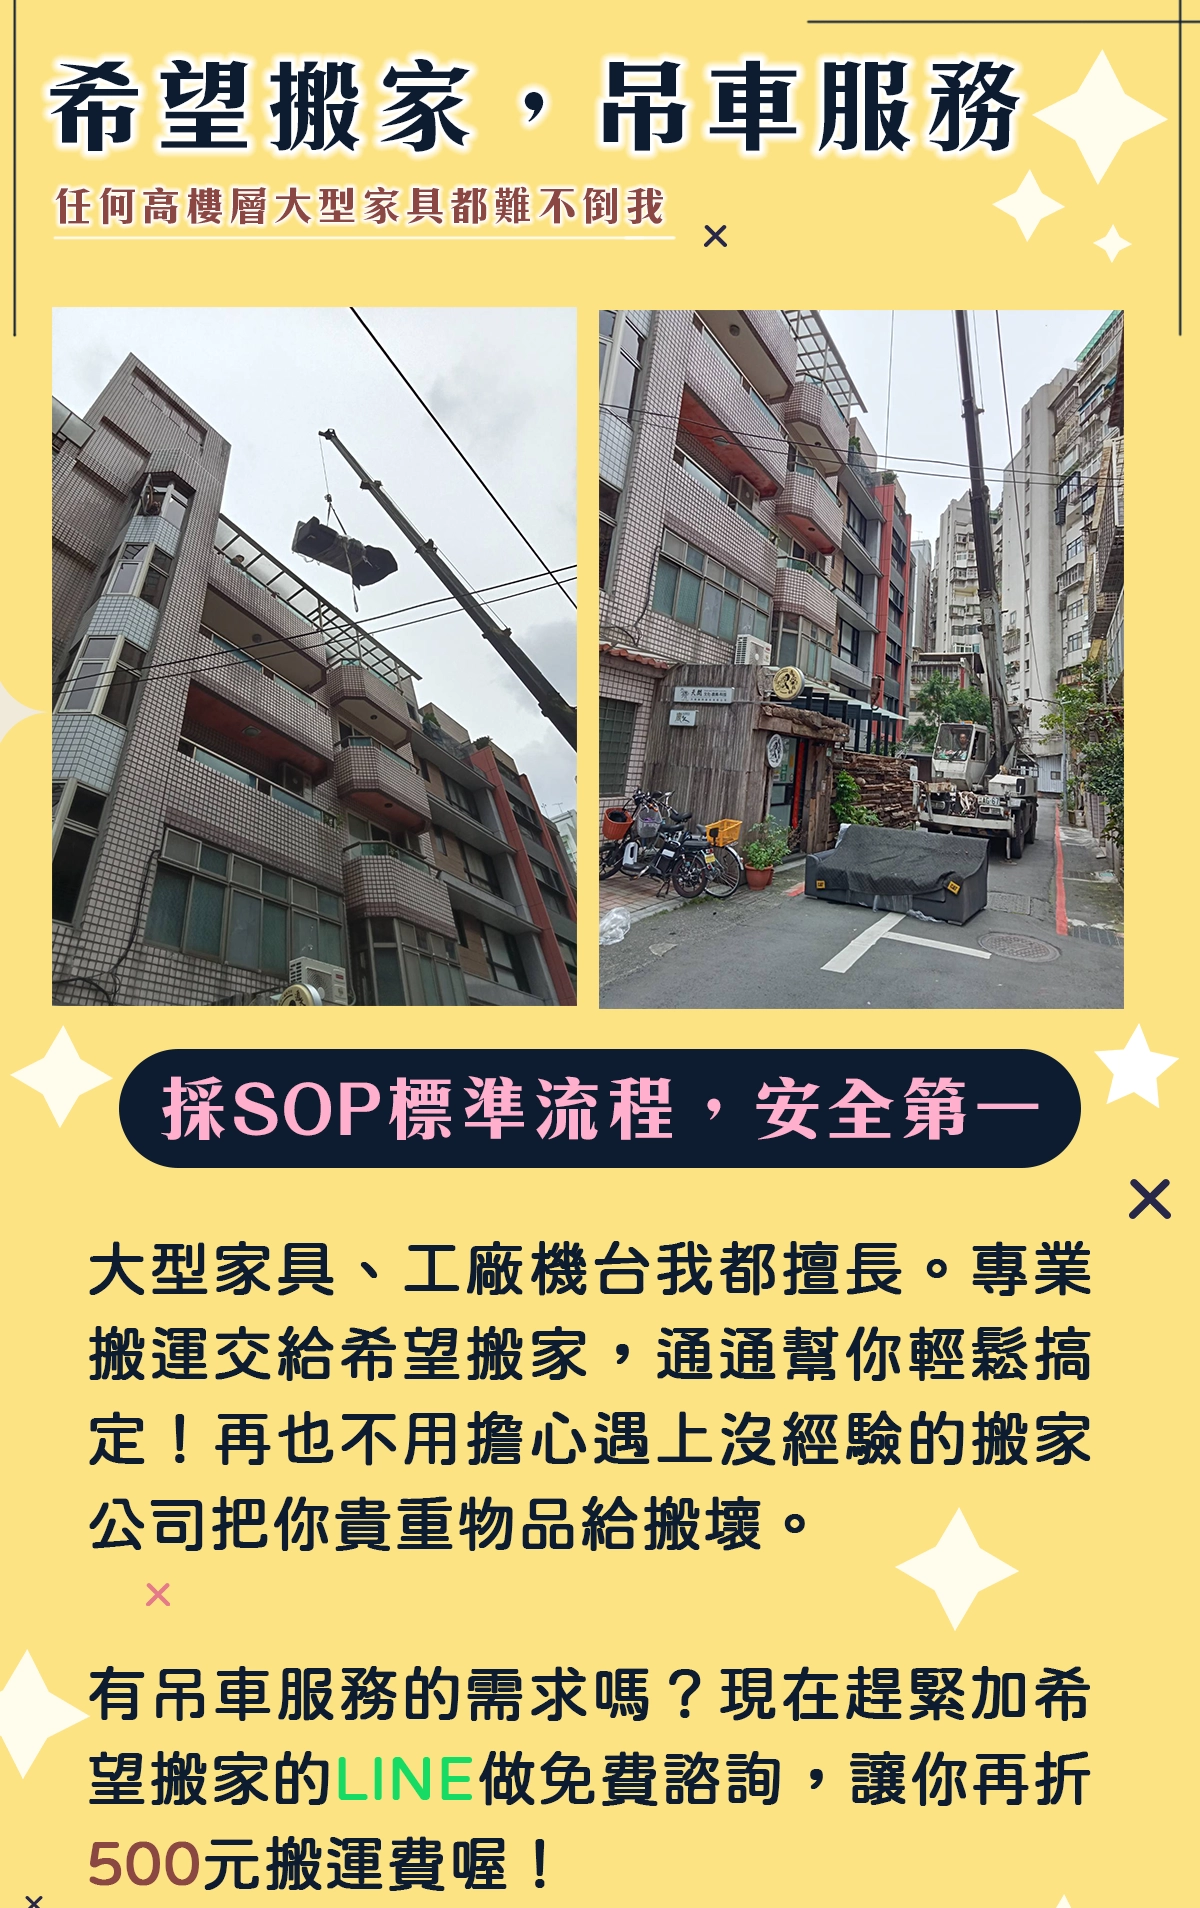 希望搬家，吊車服務
任何高樓層大型家具都難不倒我
採SOP標準流程，安全第一
大型家具、工廠機台我都擅長。專業
搬運交給希望搬家，通通幫你輕鬆搞
定！再也不用擔心遇上沒經驗的搬家
公司把你貴重物品給搬壞。
有吊車服務的需求嗎？現在趕緊加希
望搬家的LINE做免費諮詢，讓你再折
500元搬運費喔！